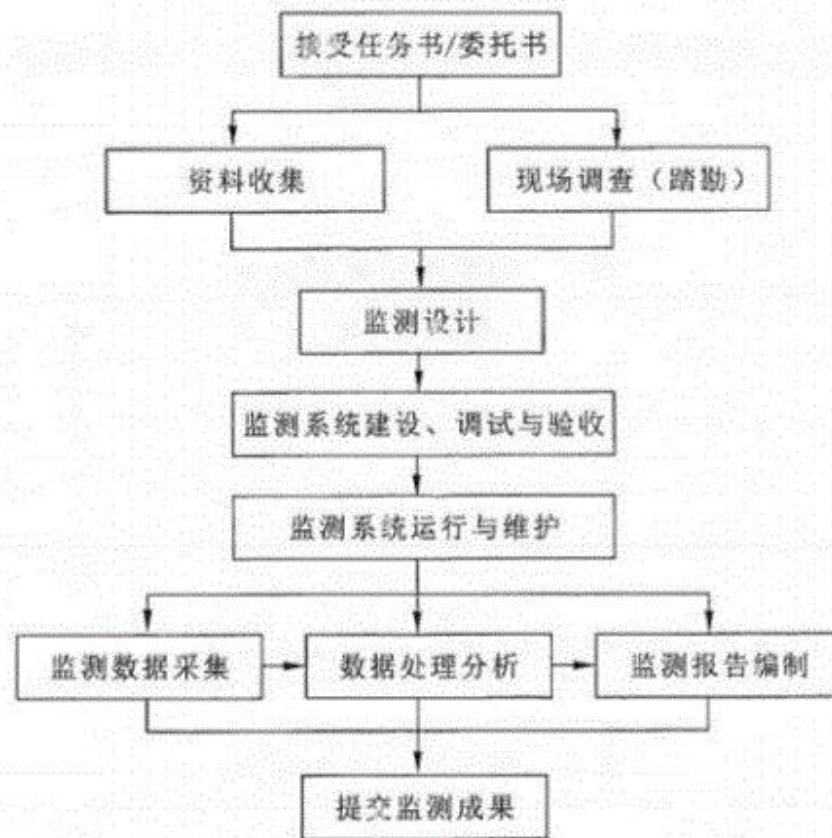 接受任务书/委托书
资料收集
现场调查（踏勘）
监测设计
监测系统建设、调试与验收
监测系统运行与维护
监测数据采集
数据处理分析
监测报告编制
提交监测成果